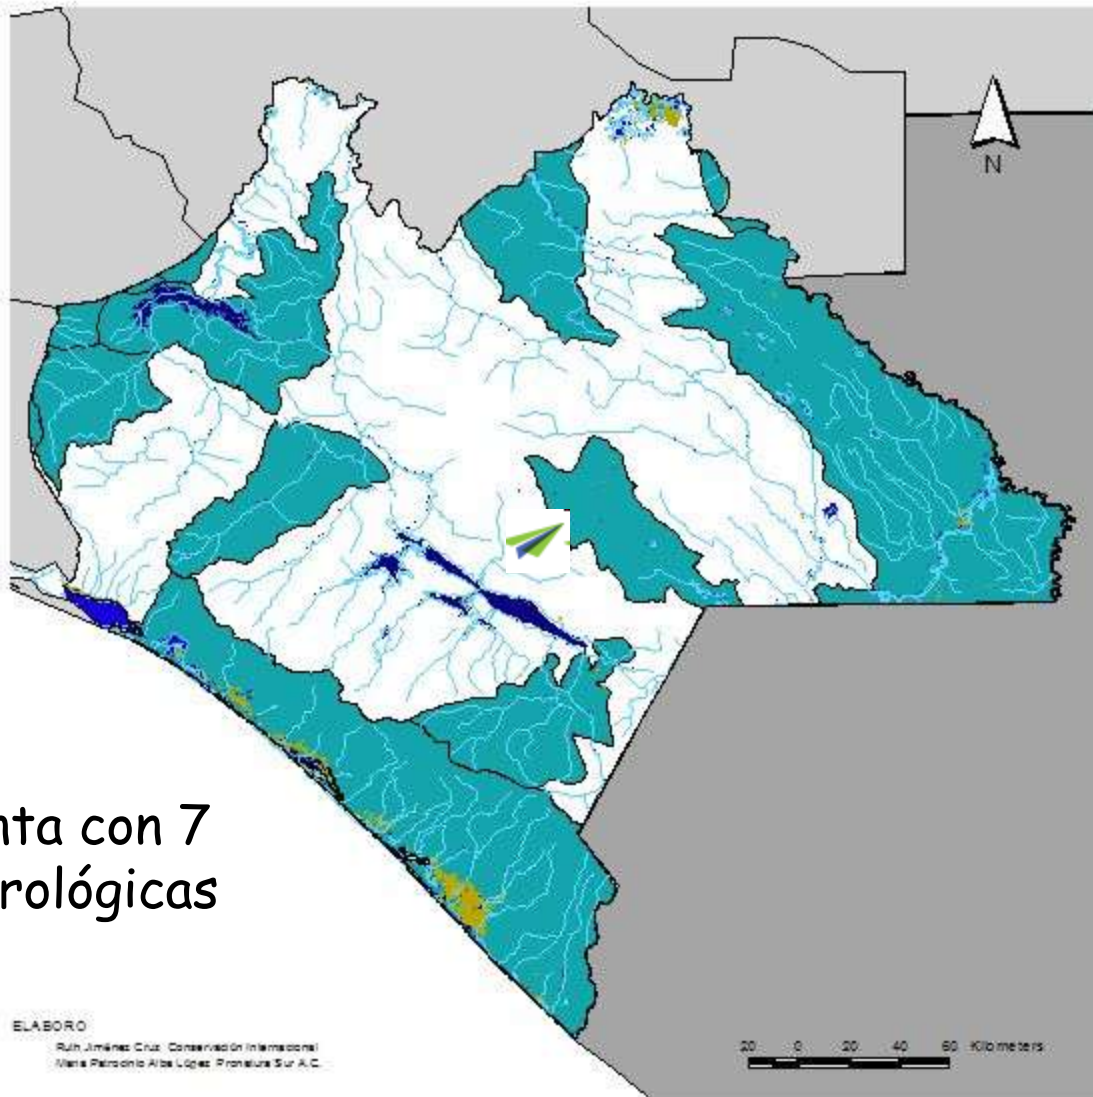 N
nta con 7
rológicas
ELABORO
Ruth Jiménez Cruz, Conservación Internacional
Maria Patrocinio Alba López Pronatura Sur A.C.
20 0 20 40 60 Kilometers